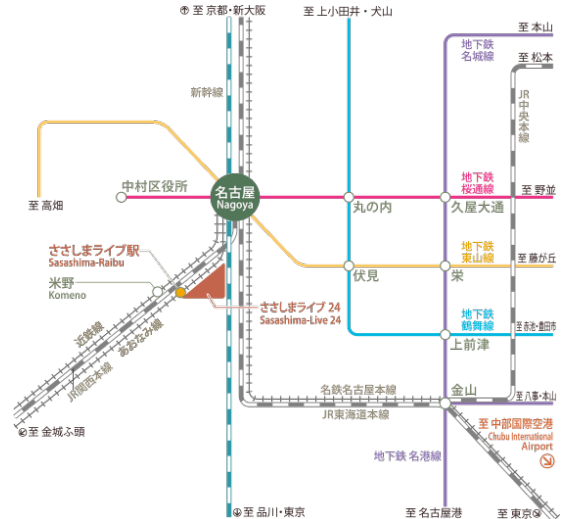 至 京都・新大阪
至 上小田井・犬山
至 本山
地下鉄
名城線
至 松本
新幹線
JR中央本線
中村区役所
名古屋
Nagoya
地下鉄
桜通線
至 野並
至 高畑
丸の内
久屋大通
ささしまライブ駅
Sasashima-Raibu
地下鉄
東山線
至 藤が丘
米野
Komeno
伏見
栄
ささしまライブ 24
Sasashima-Live 24
地下鉄
鶴舞線
至 赤池・豊田市
近鉄線
あおなみ線
JR関西本線
上前津
名鉄名古屋本線
金山
至 八事・本山
JR東海道本線
至 金城ふ頭
至 中部国際空港
Chubu International
Airport
地下鉄 名港線
至 品川・東京
至 名古屋港
至 東京